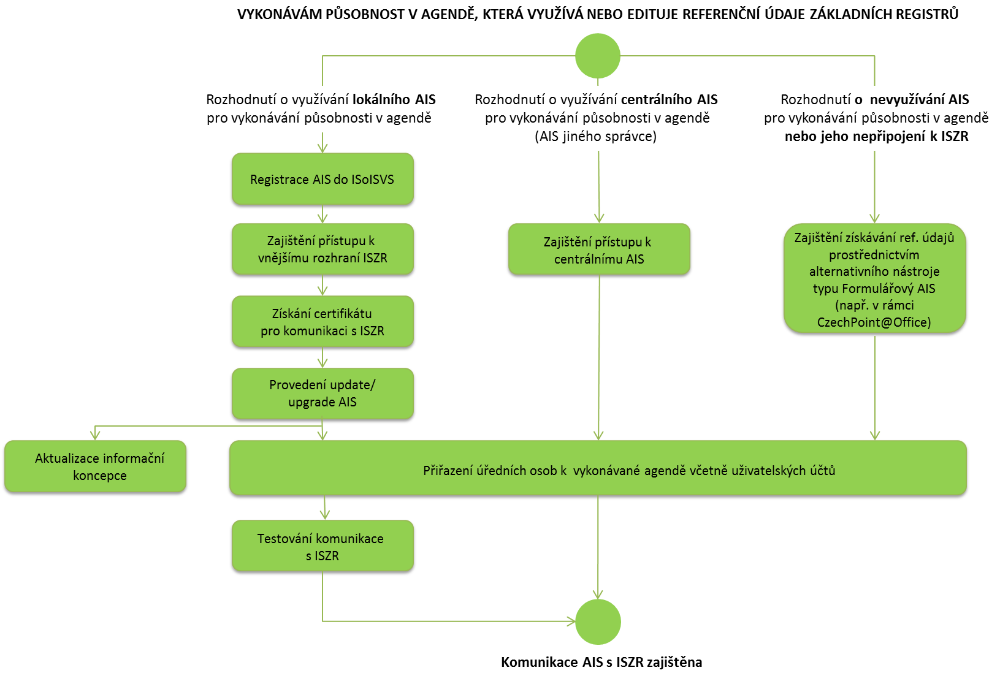 VYKONÁVÁM PŮSOBNOST V AGENDĚ, KTERÁ VYUŽÍVÁ NEBO EDITUJE REFERENČNÍ ÚDAJE ZÁKLADNÍCH REGISTRŮ
Rozhodnutí o využívání lokálního AIS
pro vykonávání působnosti v agendě
Rozhodnutí o využívání centrálního AIS
pro vykonávání působnosti v agendě
(AIS jiného správce)
Rozhodnutí o nevyužívání AIS
pro vykonávání působnosti v agendě
nebo jeho nepřipojení k ISZR
Registrace AIS do ISoISVS
Zajištění přístupu k
vnějšímu rozhraní ISZR
Zajištění přístupu k
centrálnímu AIS
Zajištění získávání ref. údajů
prostřednictvím
alternativního nástroje
typu Formulářový AIS
(např. v rámci
CzechPoint@Office)
Získání certifikátu
pro komunikaci s ISZR
Provedení update/
upgrade AIS
Aktualizace informační
koncepce
Přiřazení úředních osob k vykonávané agendě včetně uživatelských účtů
Testování komunikace
s ISZR
Komunikace AIS s ISZR zajištěna